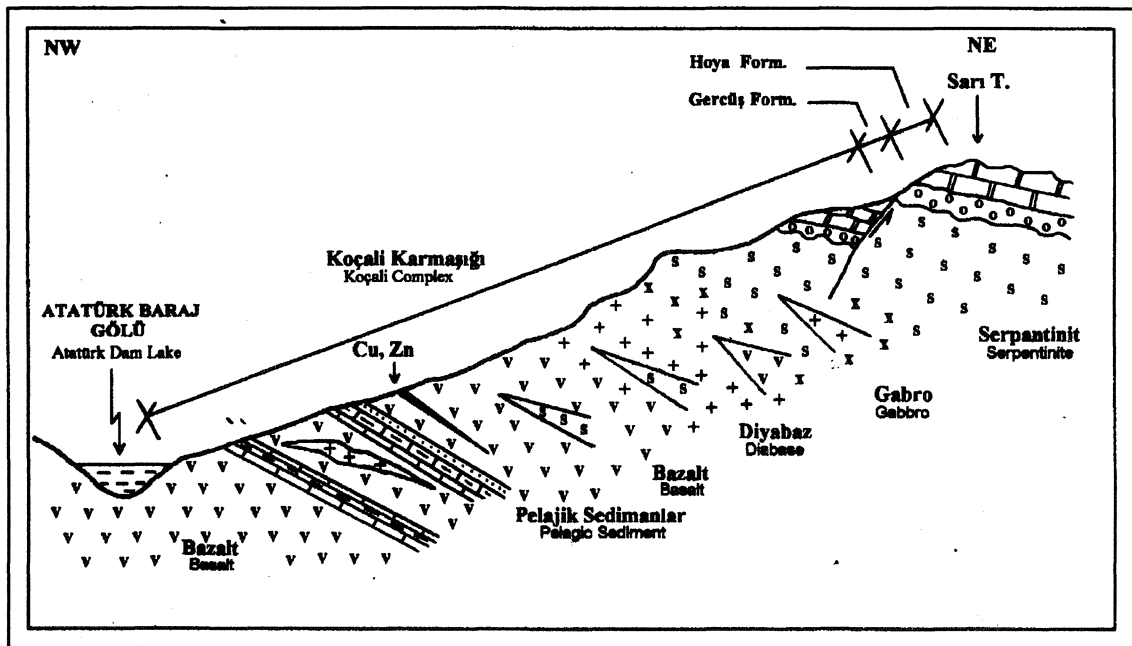 NW
NE
Hoya Form.
Sarı T.
Gercüş Form.
Koçali Karmaşığı
Koçali Complex
ATATÜRK BARAJ
GÖLÜ
Atatürk Dam Lake
Cu, Zn
Serpantinit
Serpentinite
Gabro
Gabbro
Diyabaz
Diabase
Bazalt
Basalt
Pelajik Sedimanlar
Pelagic Sediment
Bazalt
Basalt